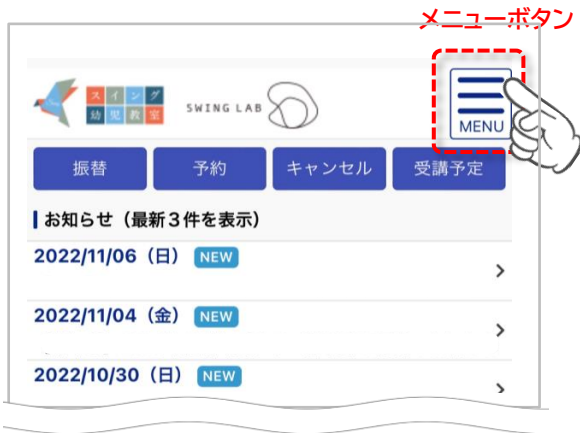 メニューボタン
スイング
幼児教室
SWING LAB
MENU
振替 予約 キャンセル 受講予定
お知らせ（最新３件を表示）
2022/11/06（日） NEW
2022/11/04（金） NEW
2022/10/30（日） NEW